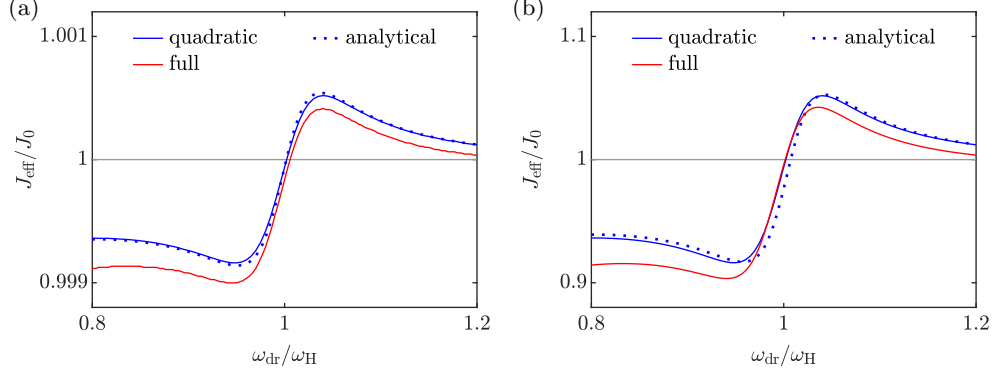 (a)
1.001
quadratic
analytical
full
J_eff/J_0
1
0.999
0.8
1
1.2
ω_dr/ω_H
(b)
1.1
quadratic
analytical
full
J_eff/J_0
1
0.9
0.8
1
1.2
ω_dr/ω_H